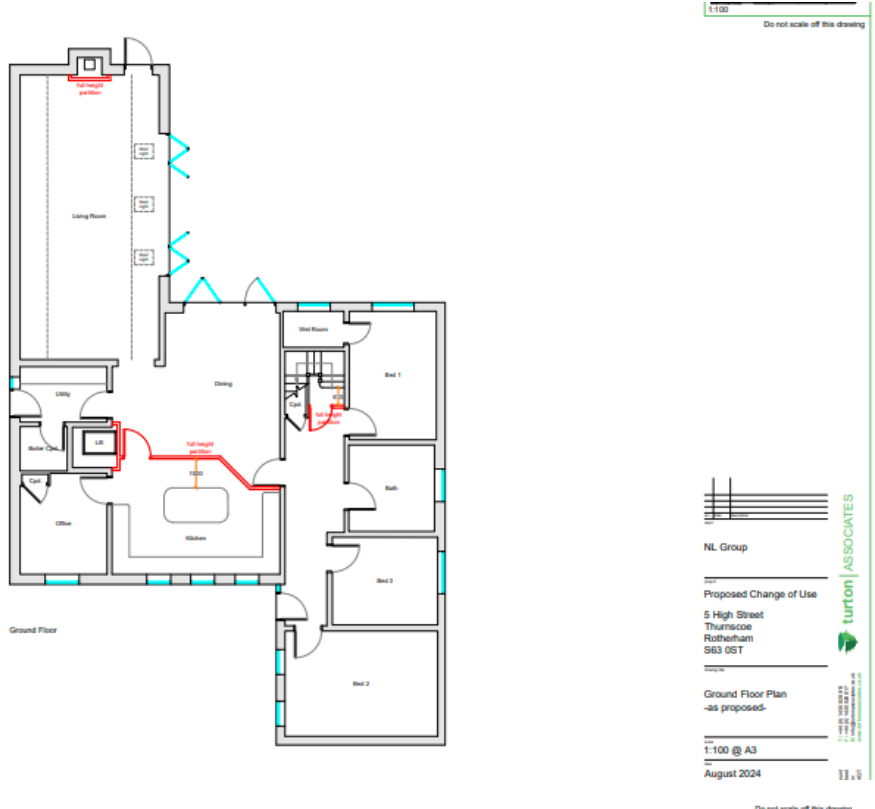 1:100
Do not scale off this drawing
full height
partition
Living Room
Wet Room
Bed 1
Dining
Utility
Cpd.
full height
partition
Lift
Boiler Cpd.
full height
partition
1000
Cpd.
Bath
Office
Kitchen
Bed 3
Ground Floor
Bed 2
NL Group
Proposed Change of Use
5 High Street
Thurnscoe
Rotherham
S63 0ST
Ground Floor Plan
-as proposed-
1:100 @ A3
August 2024
turton ASSOCIATES
Do not scale off this drawing